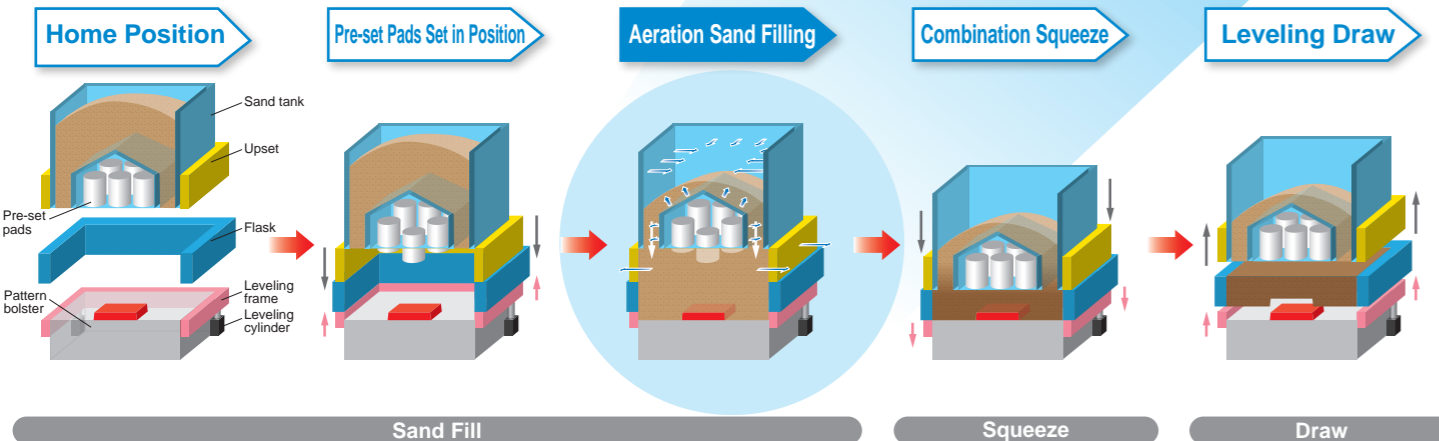 Home Position
Pre-set Pads Set in Position
Aeration Sand Filling
Combination Squeeze
Leveling Draw
Sand tank
Upset
Pre-set
pads
Flask
Leveling
frame
Pattern
bolster
Leveling
cylinder
Sand Fill
Squeeze
Draw